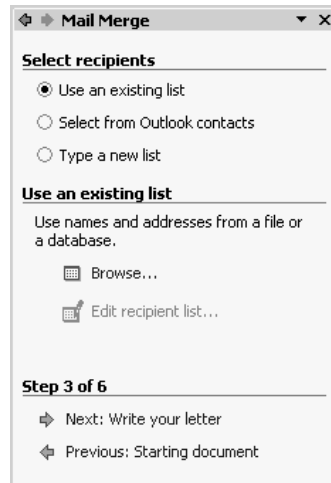 Mail Merge
Select recipients
Use an existing list
Select from Outlook contacts
Type a new list
Use an existing list
Use names and addresses from a file or
a database.
Browse...
Edit recipient list...
Step 3 of 6
Next: Write your letter
Previous: Starting document